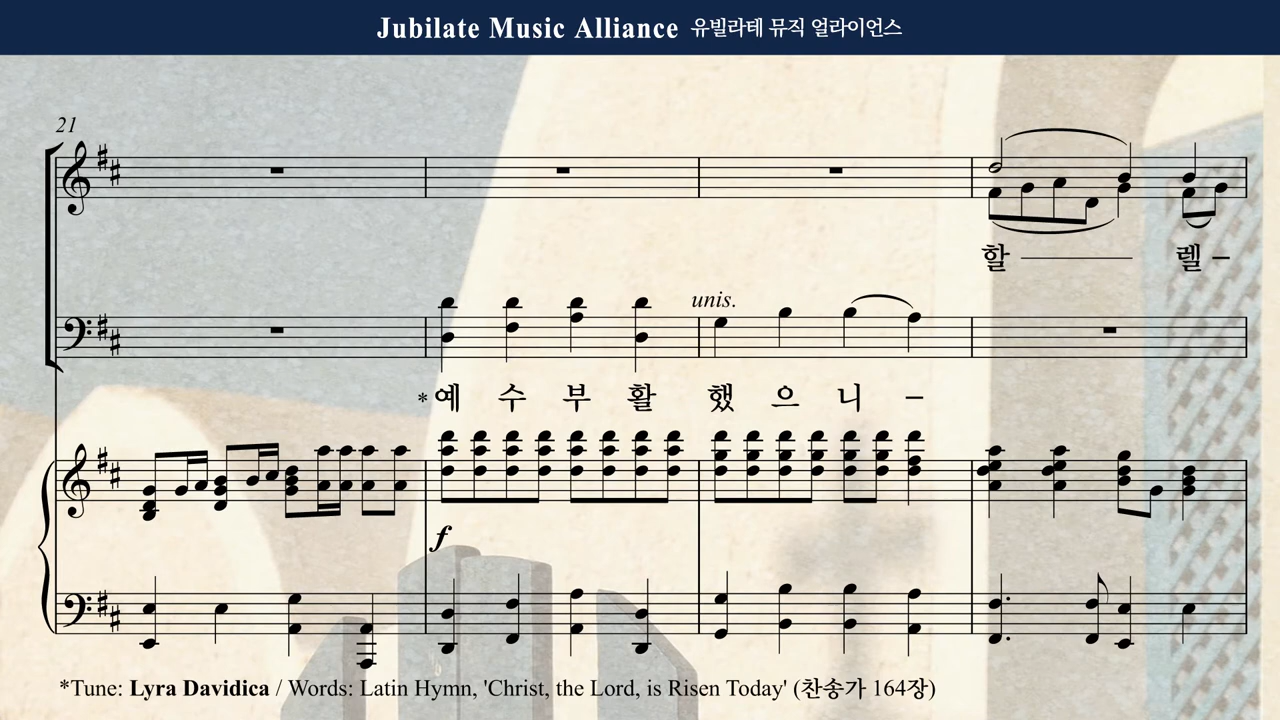 Jubilate Music Alliance 유빌라테 뮤직 얼라이언스
21
할 렐 –
unis.
*예 수 부 활 했 으 니 –
f
*Tune: Lyra Davidica / Words: Latin Hymn, 'Christ, the Lord, is Risen Today' (찬송가 164장)